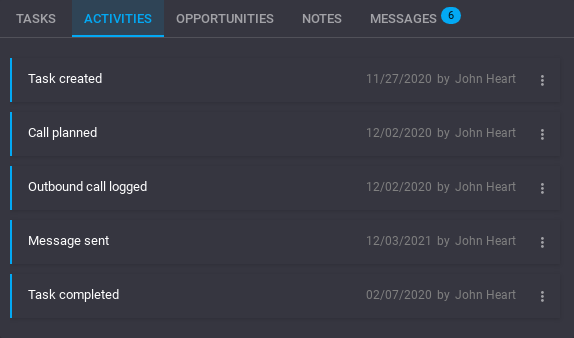 TASKS ACTIVITIES OPPORTUNITIES NOTES MESSAGES 6
Task created 11/27/2020 by John Heart
Call planned 12/02/2020 by John Heart
Outbound call logged 12/02/2020 by John Heart
Message sent 12/03/2021 by John Heart
Task completed 02/07/2020 by John Heart